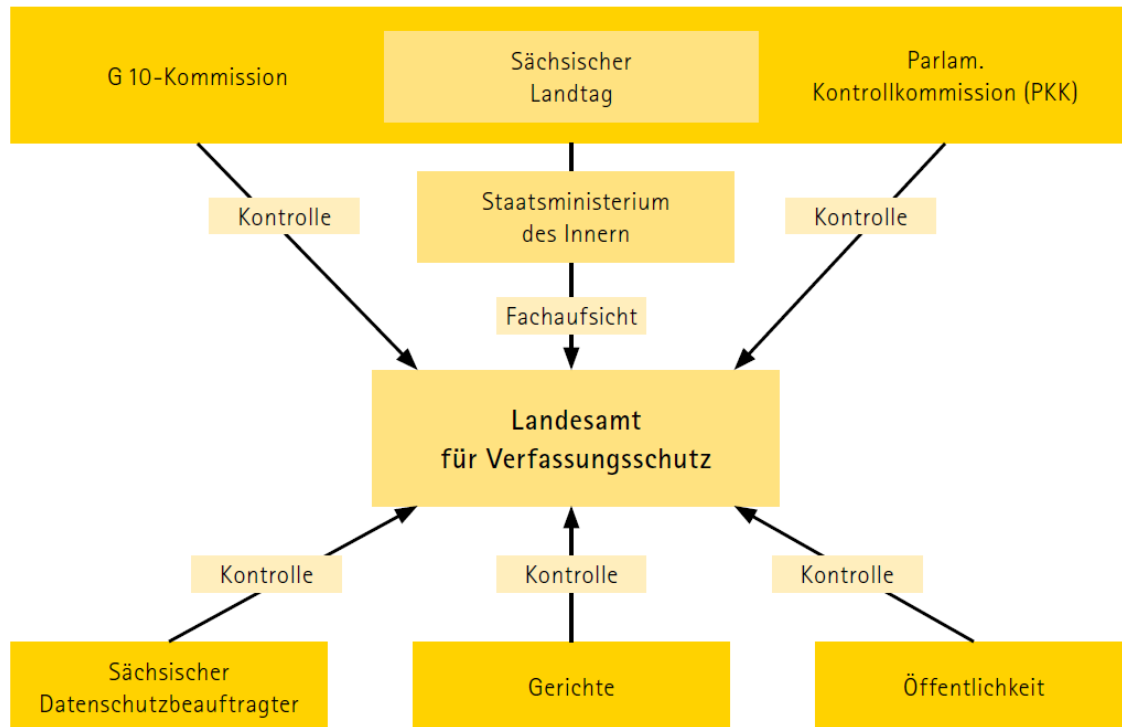 G 10-Kommission
Sächsischer
Landtag
Parlam.
Kontrollkommission (PKK)
Kontrolle
Staatsministerium
des Innern
Kontrolle
Fachaufsicht
Landesamt
für Verfassungsschutz
Kontrolle
Kontrolle
Kontrolle
Sächsischer
Datenschutzbeauftragter
Gerichte
Öffentlichkeit